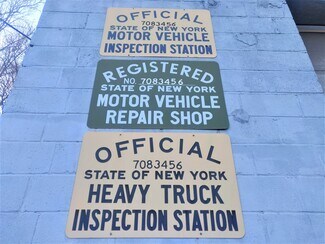 OFFICIAL
7083456
STATE OF NEW YORK
MOTOR VEHICLE
INSPECTION STATION
REGISTERED
NO. 7083456
STATE OF NEW YORK
MOTOR VEHICLE
REPAIR SHOP
OFFICIAL
7083456
STATE OF NEW YORK
HEAVY TRUCK
INSPECTION STATION